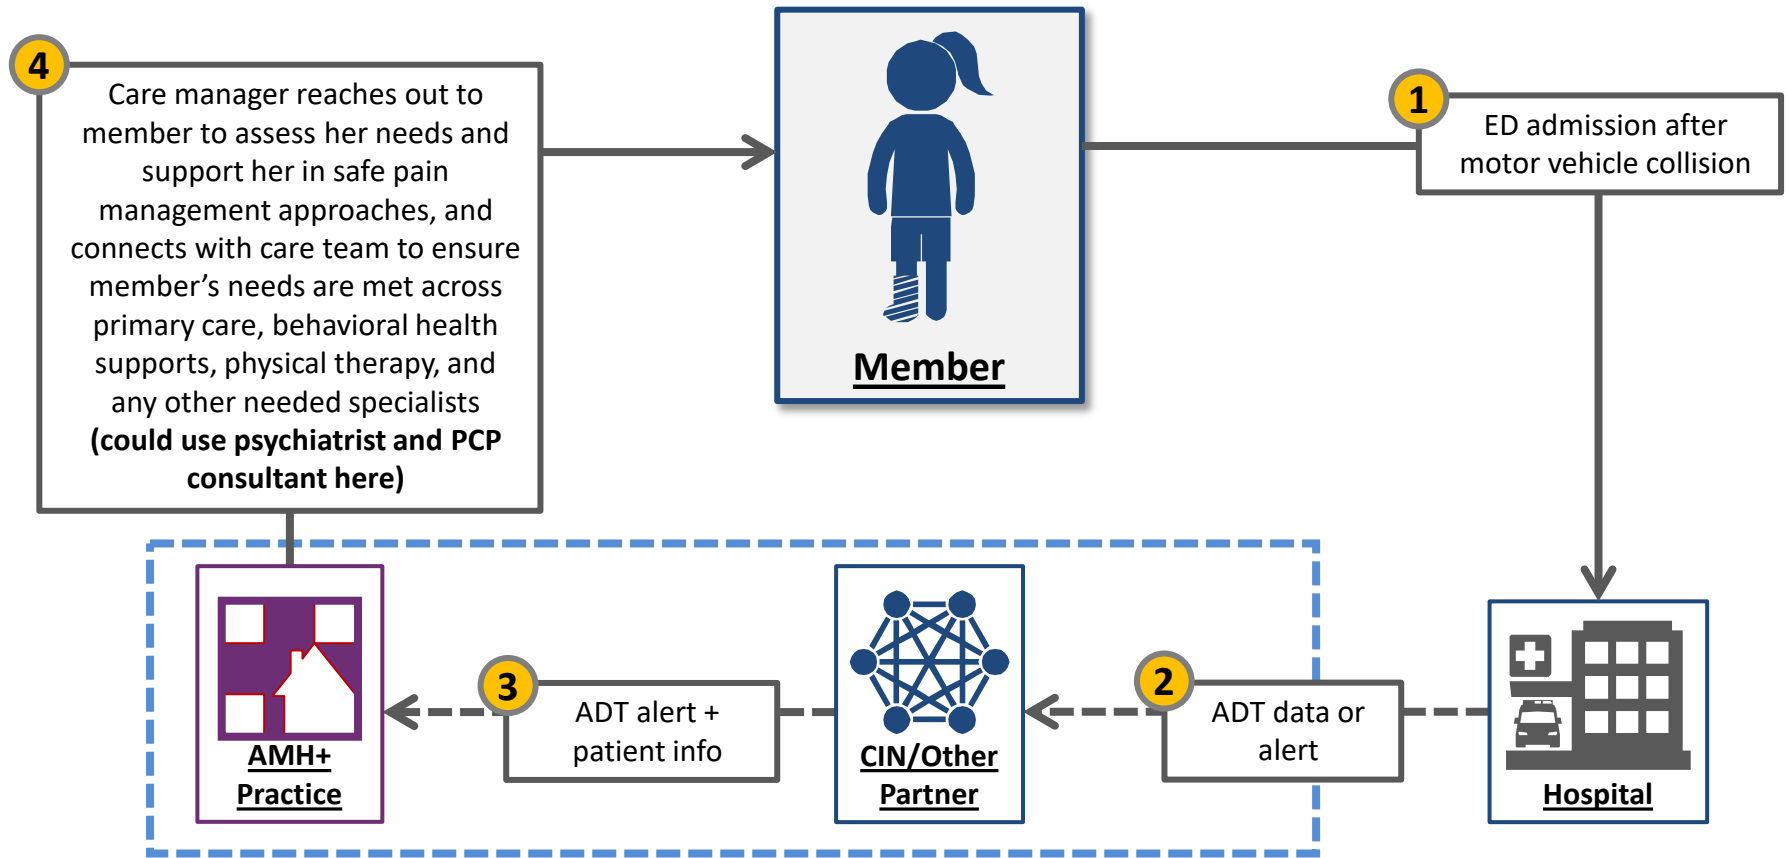 4
Care manager reaches out to
member to assess her needs and
support her in safe pain
management approaches, and
connects with care team to ensure
member’s needs are met across
primary care, behavioral health
supports, physical therapy, and
any other needed specialists
(could use psychiatrist and PCP
consultant here)
Member
1
ED admission after
motor vehicle collision
AMH+
Practice
3
ADT alert +
patient info
CIN/Other
Partner
2
ADT data or
alert
Hospital